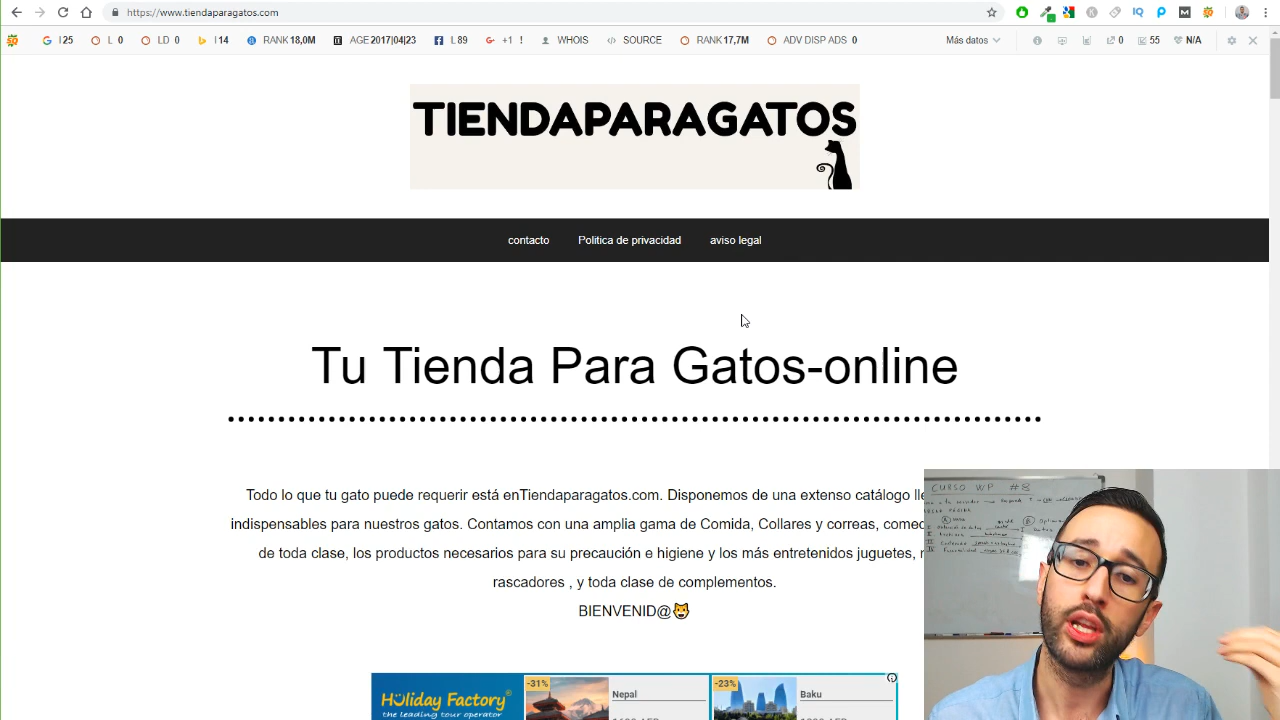 https://www.tiendaparagatos.com
I 25 L 0 LD 0 I 14 RANK 18,0M AGE 2017|04|23 L 89 +1 ! WHOIS SOURCE RANK 17,7M ADV DISP ADS 0 Más datos 0 55 N/A
TIENDAPARAGATOS
contacto Politica de privacidad aviso legal
Tu Tienda Para Gatos-online
Todo lo que tu gato puede requerir está enTiendaparagatos.com. Disponemos de una extenso catálogo
indispensables para nuestros gatos. Contamos con una amplia gama de Comida, Collares y correas,
de toda clase, los productos necesarios para su precaución e higiene y los más entretenidos juguetes,
rascadores , y toda clase de complementos.
BIENVENID@😺
Holiday Factory®
the leading tour operator
-31% Nepal
-23% Baku
CURSO WP #8